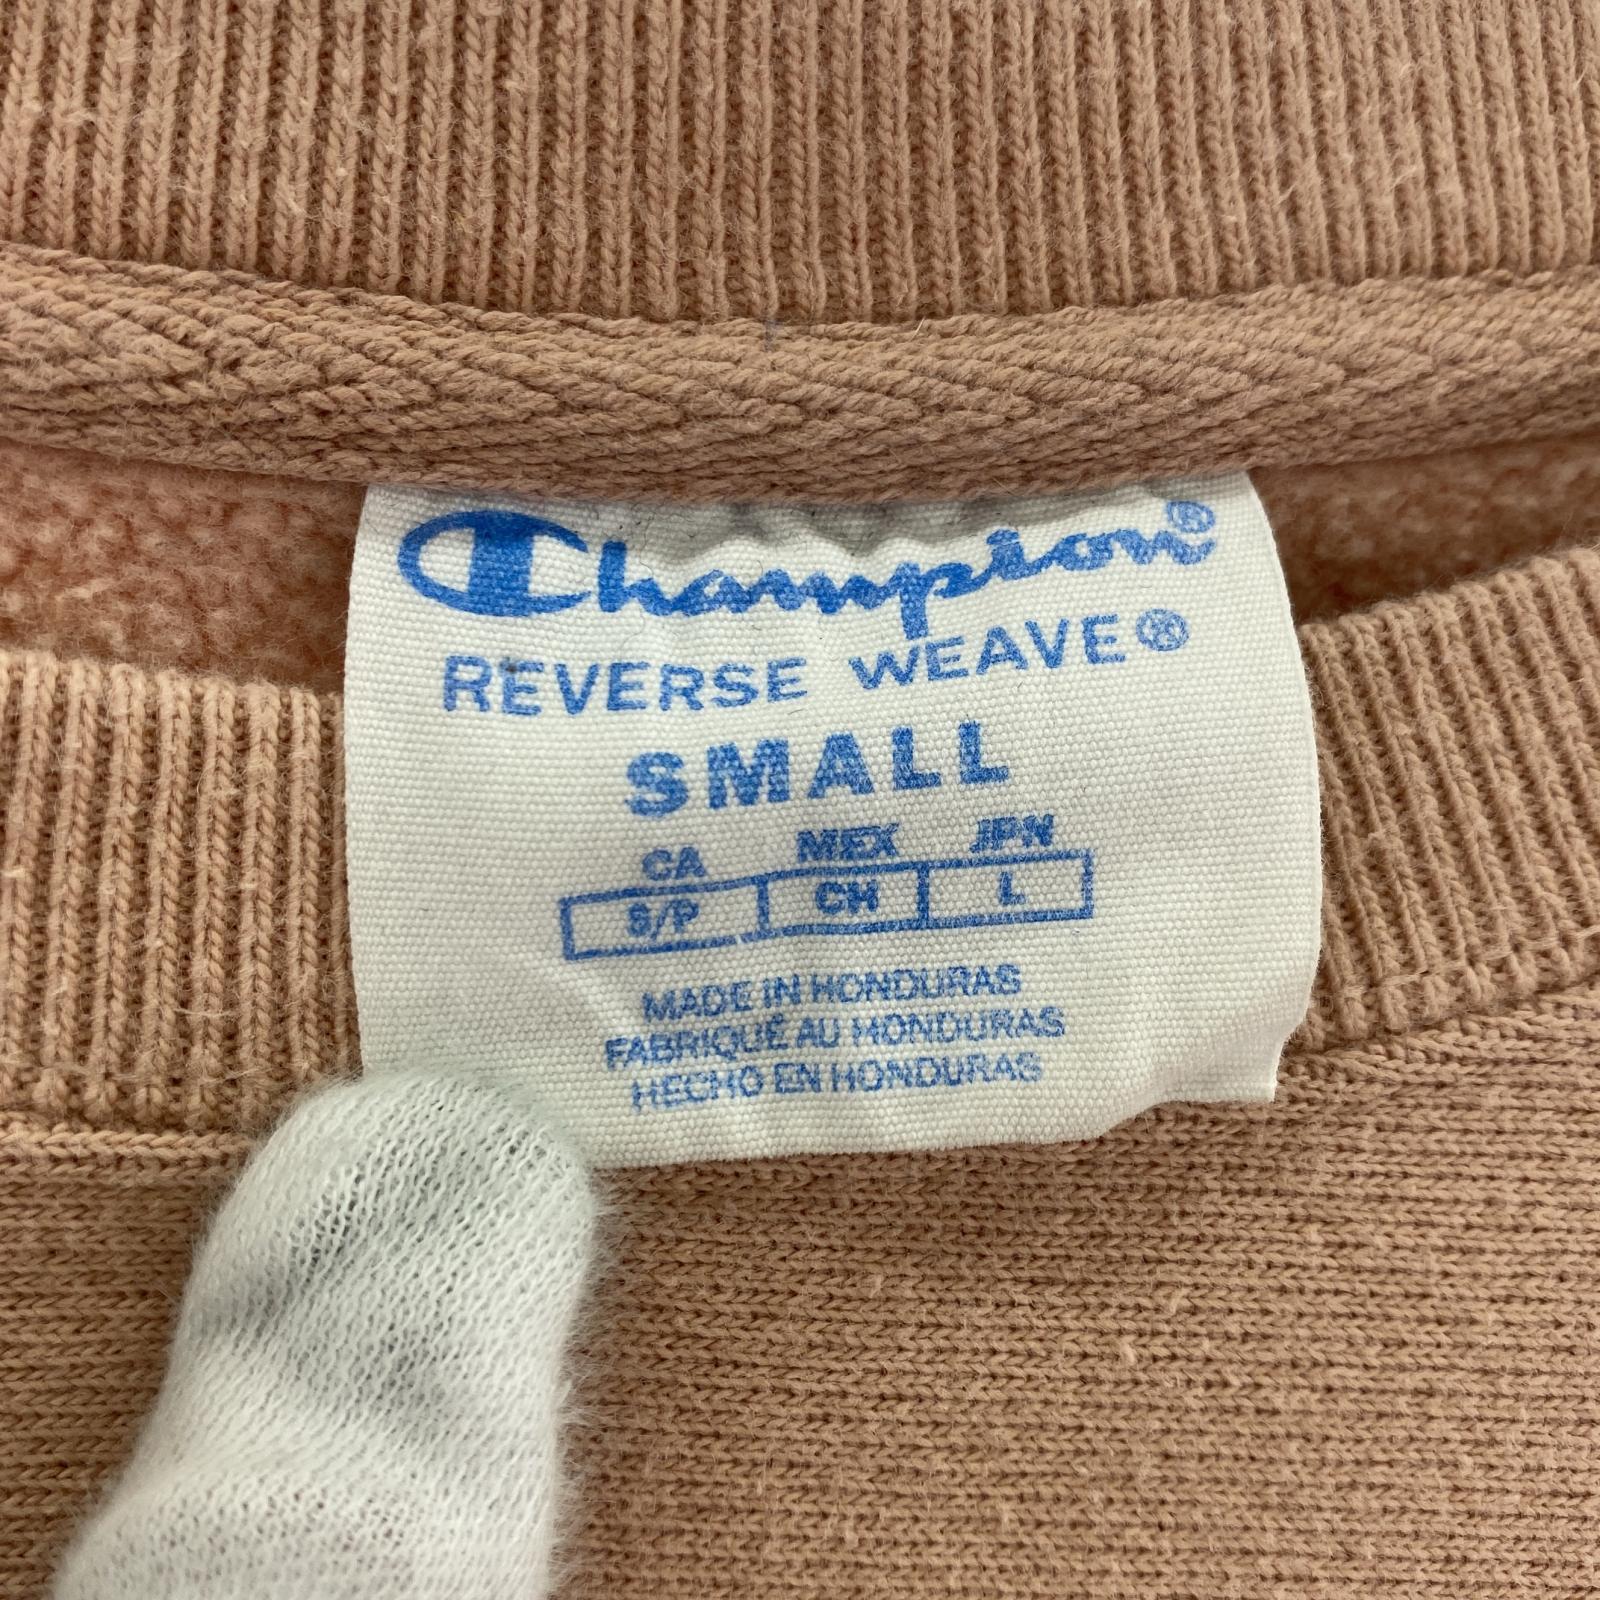 Champion®
REVERSE WEAVE®
SMALL
CA MEX JPN
S/P CH L
MADE IN HONDURAS
FABRIQUÉ AU HONDURAS
HECHO EN HONDURAS